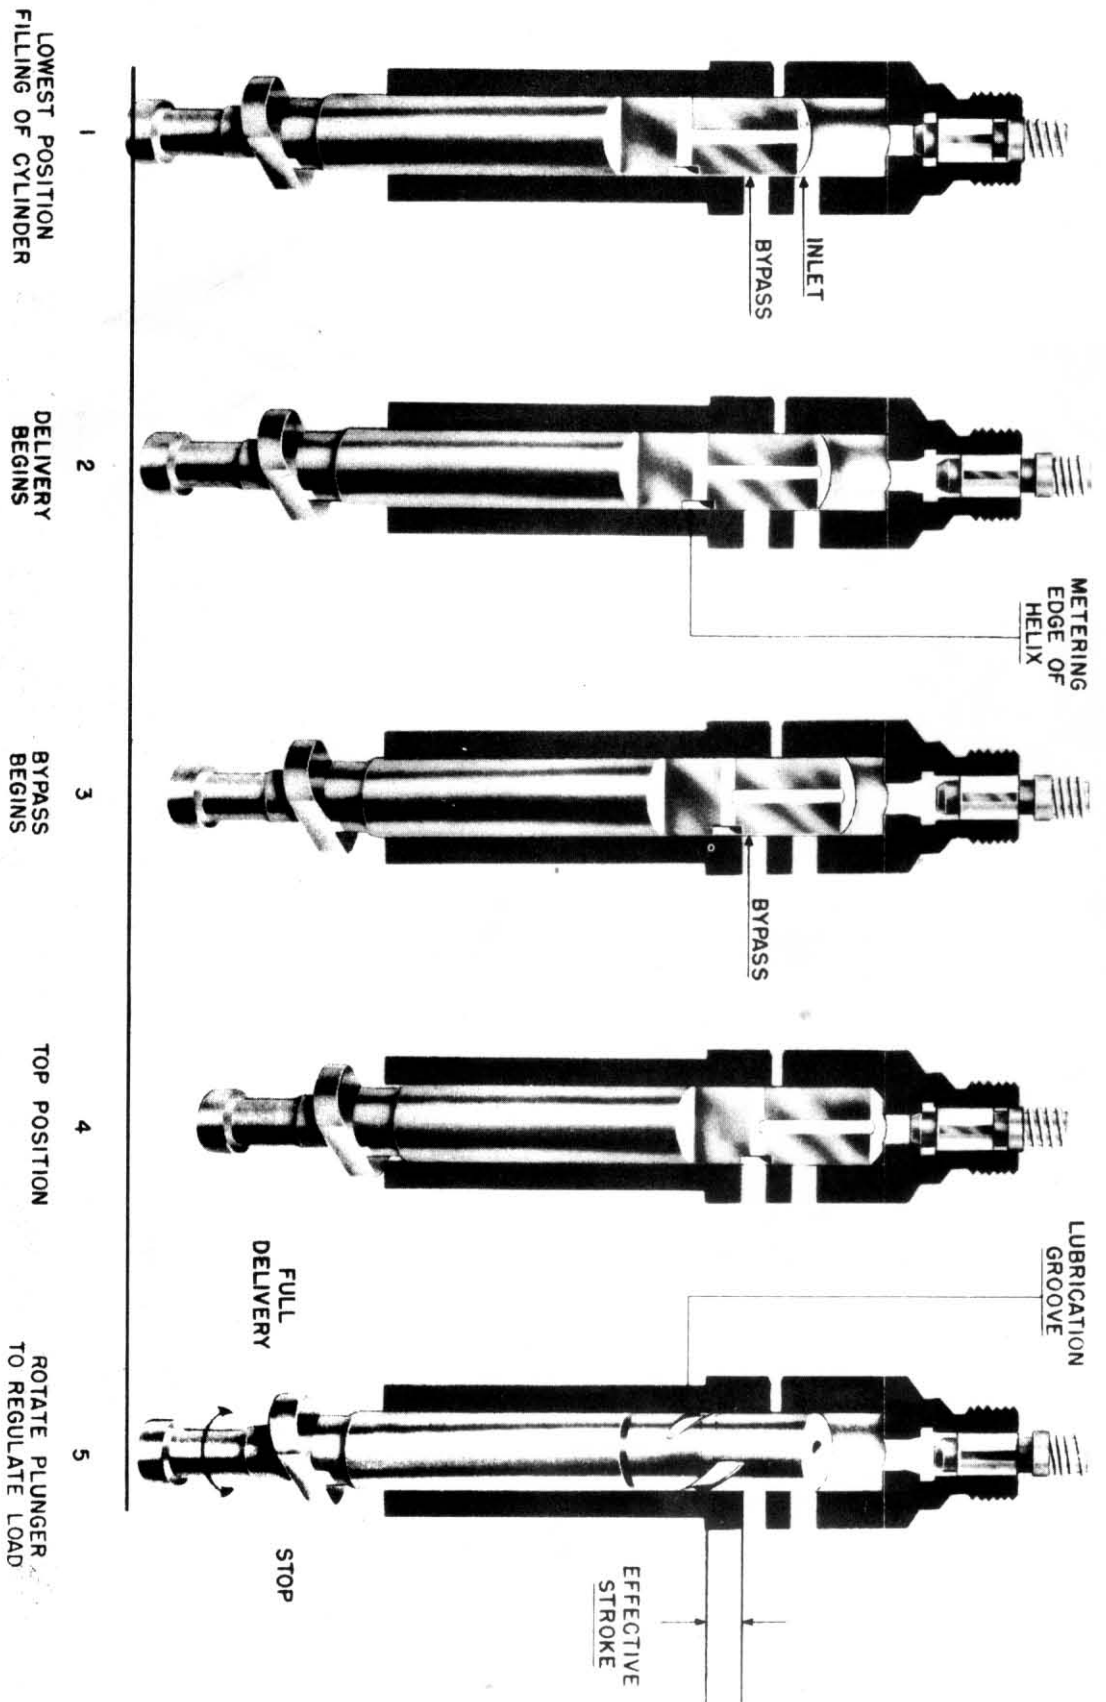 INLET
BYPASS
1
LOWEST POSITION
FILLING OF CYLINDER
METERING
EDGE OF
HELIX
2
DELIVERY
BEGINS
BYPASS
3
BYPASS
BEGINS
4
TOP POSITION
LUBRICATION
GROOVE
FULL
DELIVERY
STOP
EFFECTIVE
STROKE
5
ROTATE PLUNGER
TO REGULATE LOAD